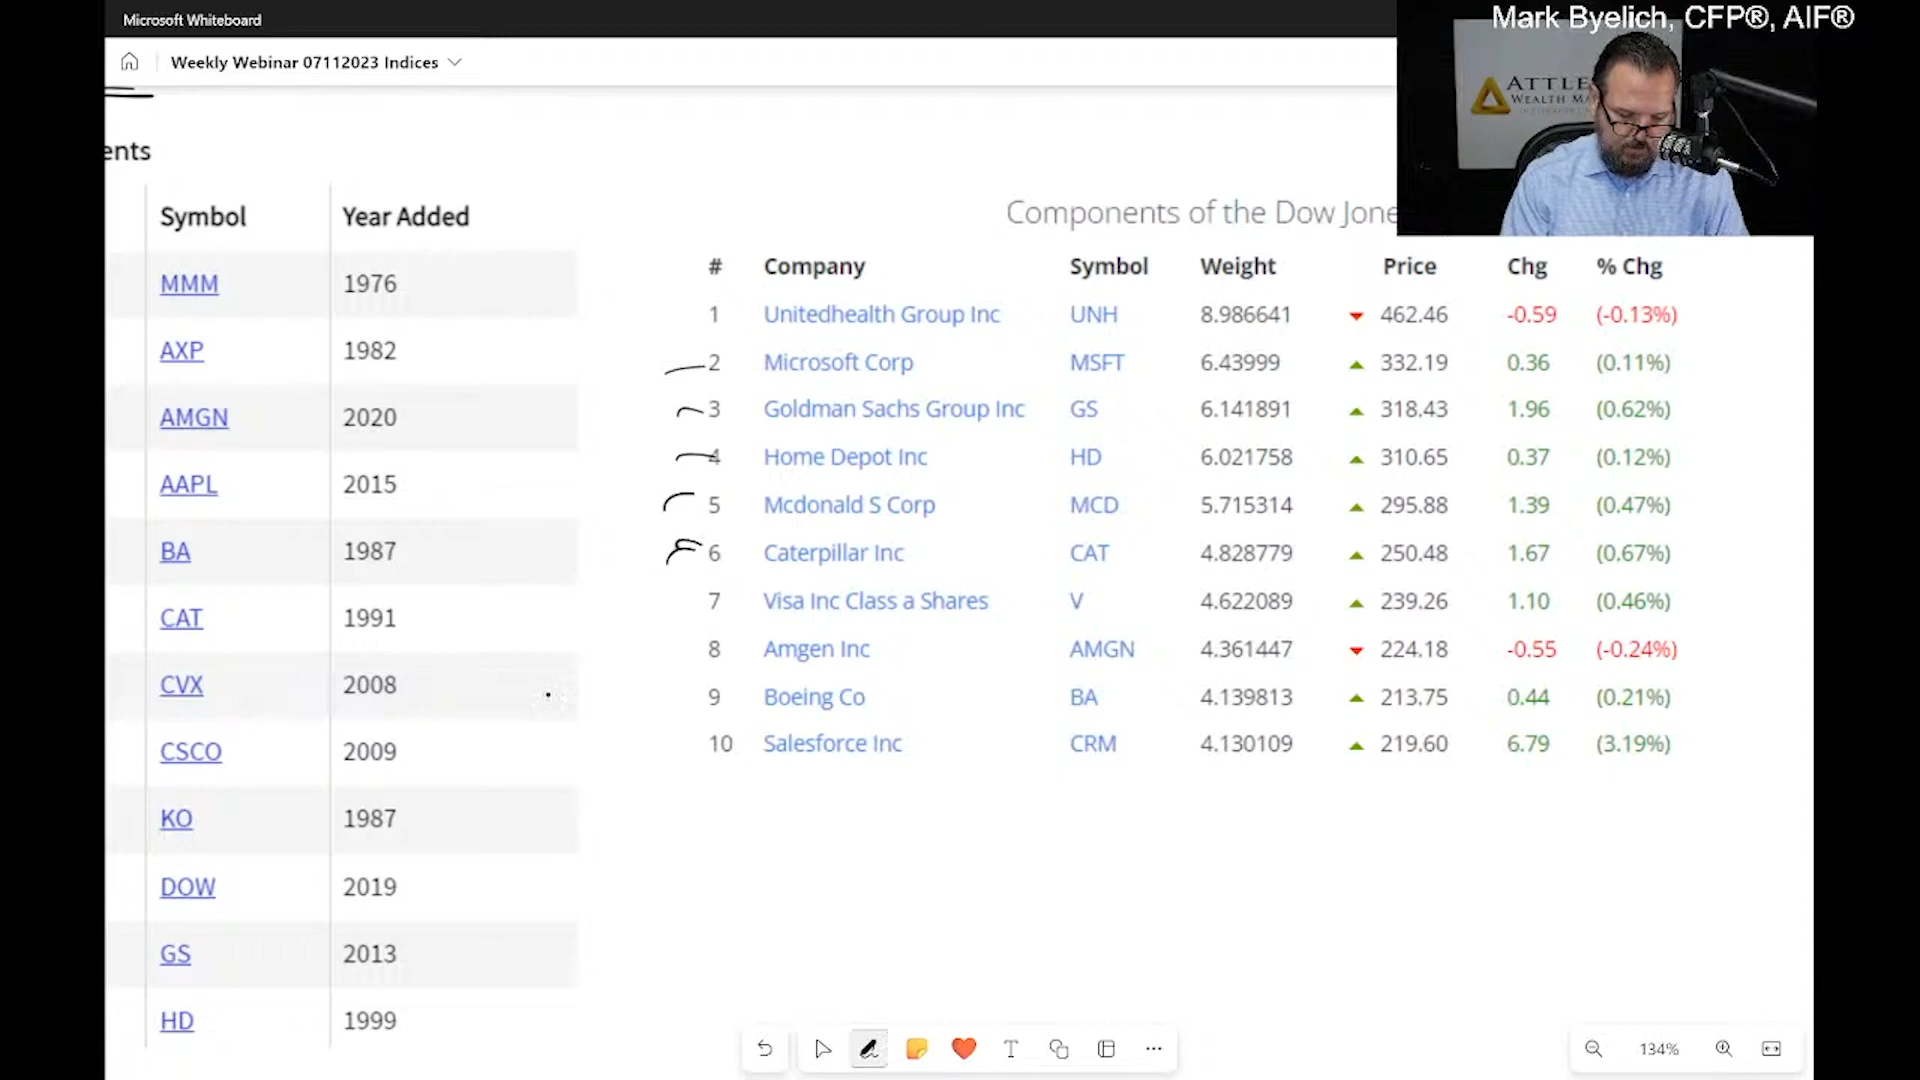 Microsoft Whiteboard
Mark Byelich, CFP®, AIF®
Weekly Webinar 07112023 Indices
ATTLE
WEALTH MA
ents
Symbol Year Added
MMM 1976
AXP 1982
AMGN 2020
AAPL 2015
BA 1987
CAT 1991
CVX 2008
CSCO 2009
KO 1987
DOW 2019
GS 2013
HD 1999
Components of the Dow Jone
# Company Symbol Weight Price Chg % Chg
1 Unitedhealth Group Inc UNH 8.986641 462.46 -0.59 (-0.13%)
2 Microsoft Corp MSFT 6.43999 332.19 0.36 (0.11%)
3 Goldman Sachs Group Inc GS 6.141891 318.43 1.96 (0.62%)
4 Home Depot Inc HD 6.021758 310.65 0.37 (0.12%)
5 Mcdonald S Corp MCD 5.715314 295.88 1.39 (0.47%)
6 Caterpillar Inc CAT 4.828779 250.48 1.67 (0.67%)
7 Visa Inc Class a Shares V 4.622089 239.26 1.10 (0.46%)
8 Amgen Inc AMGN 4.361447 224.18 -0.55 (-0.24%)
9 Boeing Co BA 4.139813 213.75 0.44 (0.21%)
10 Salesforce Inc CRM 4.130109 219.60 6.79 (3.19%)
134%